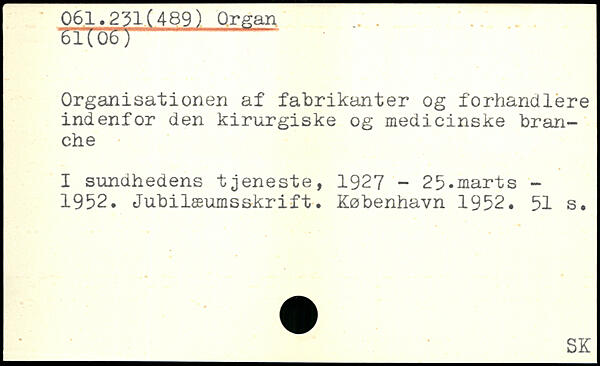 061.231(489) Organ
61(06)
Organisationen af fabrikanter og forhandlere
indenfor den kirurgiske og medicinske bran-
che
I sundhedens tjeneste, 1927 - 25.marts -
1952. Jubilæumsskrift. København 1952. 51 s.
SK